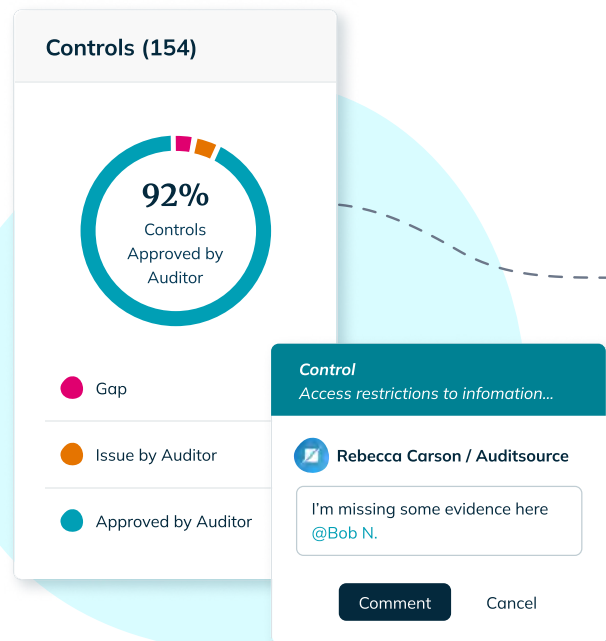 Controls (154)
92%
Controls
Approved by
Auditor
Gap
Issue by Auditor
Approved by Auditor
Control
Access restrictions to infomation...
Rebecca Carson / Auditsource
I'm missing some evidence here
@Bob N.
Comment
Cancel